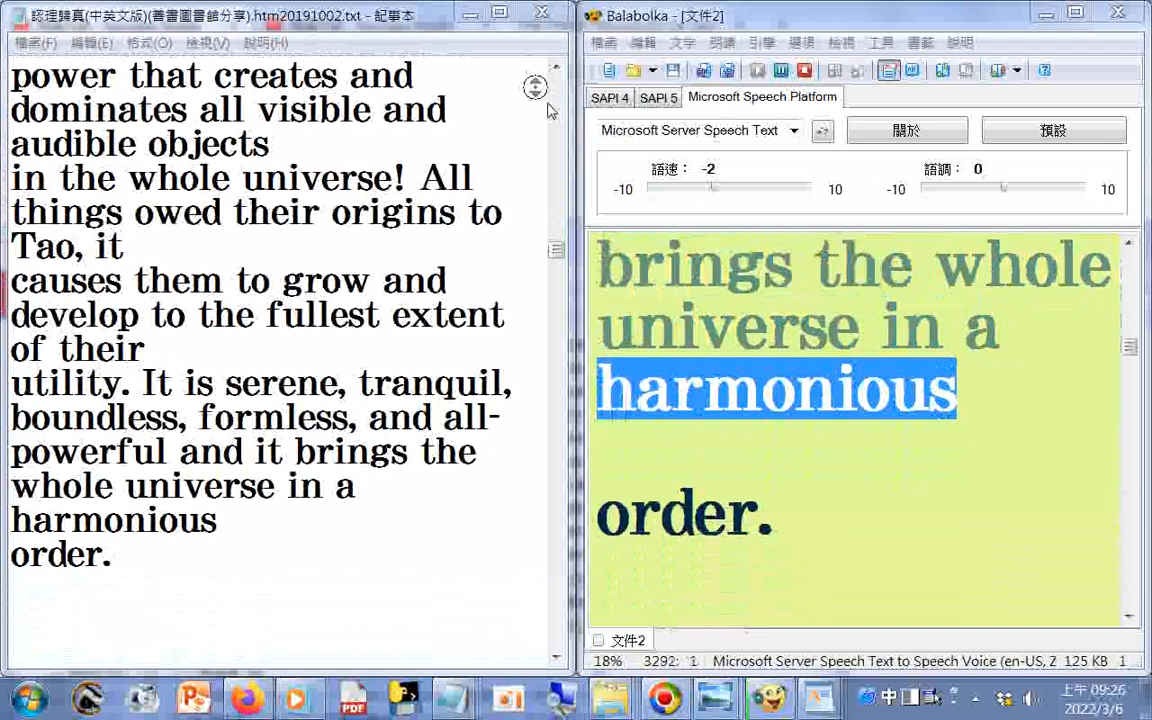 認理歸真(中英文版)(善書圖書館分享).htm20191002.txt - 記事本
檔案(F) 編輯(E) 格式(O) 檢視(V) 說明(H)
power that creates and
dominates all visible and
audible objects
in the whole universe! All
things owed their origins to
Tao, it
causes them to grow and
develop to the fullest extent
of their
utility. It is serene, tranquil,
boundless, formless, and all-
powerful and it brings the
whole universe in a
harmonious
order.
Balabolka - [文件2]
檔案 編輯 文字 朗讀 引擎 選項 檢視 工具 書籤 說明
SAPI 4 SAPI 5 Microsoft Speech Platform
Microsoft Server Speech Text
關於 預設
語速： -2 語調： 0
-10 10 -10 10
brings the whole
universe in a
harmonious
order.
文件2
18% 3292: 1 Microsoft Server Speech Text to Speech Voice (en-US, Z 125 KB 1
PDF
中
上午 09:26
2022/3/6